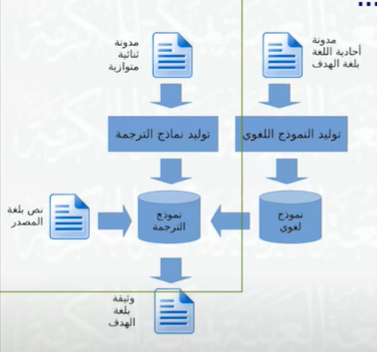 ...
مدونة
أحادية اللغة
بلغة الهدف
مدونة
ثنائية
متوازية
توليد النموذج اللغوي
توليد نماذج الترجمة
نموذج
لغوي
نموذج
الترجمة
نص بلغة
المصدر
وثيقة
بلغة
الهدف